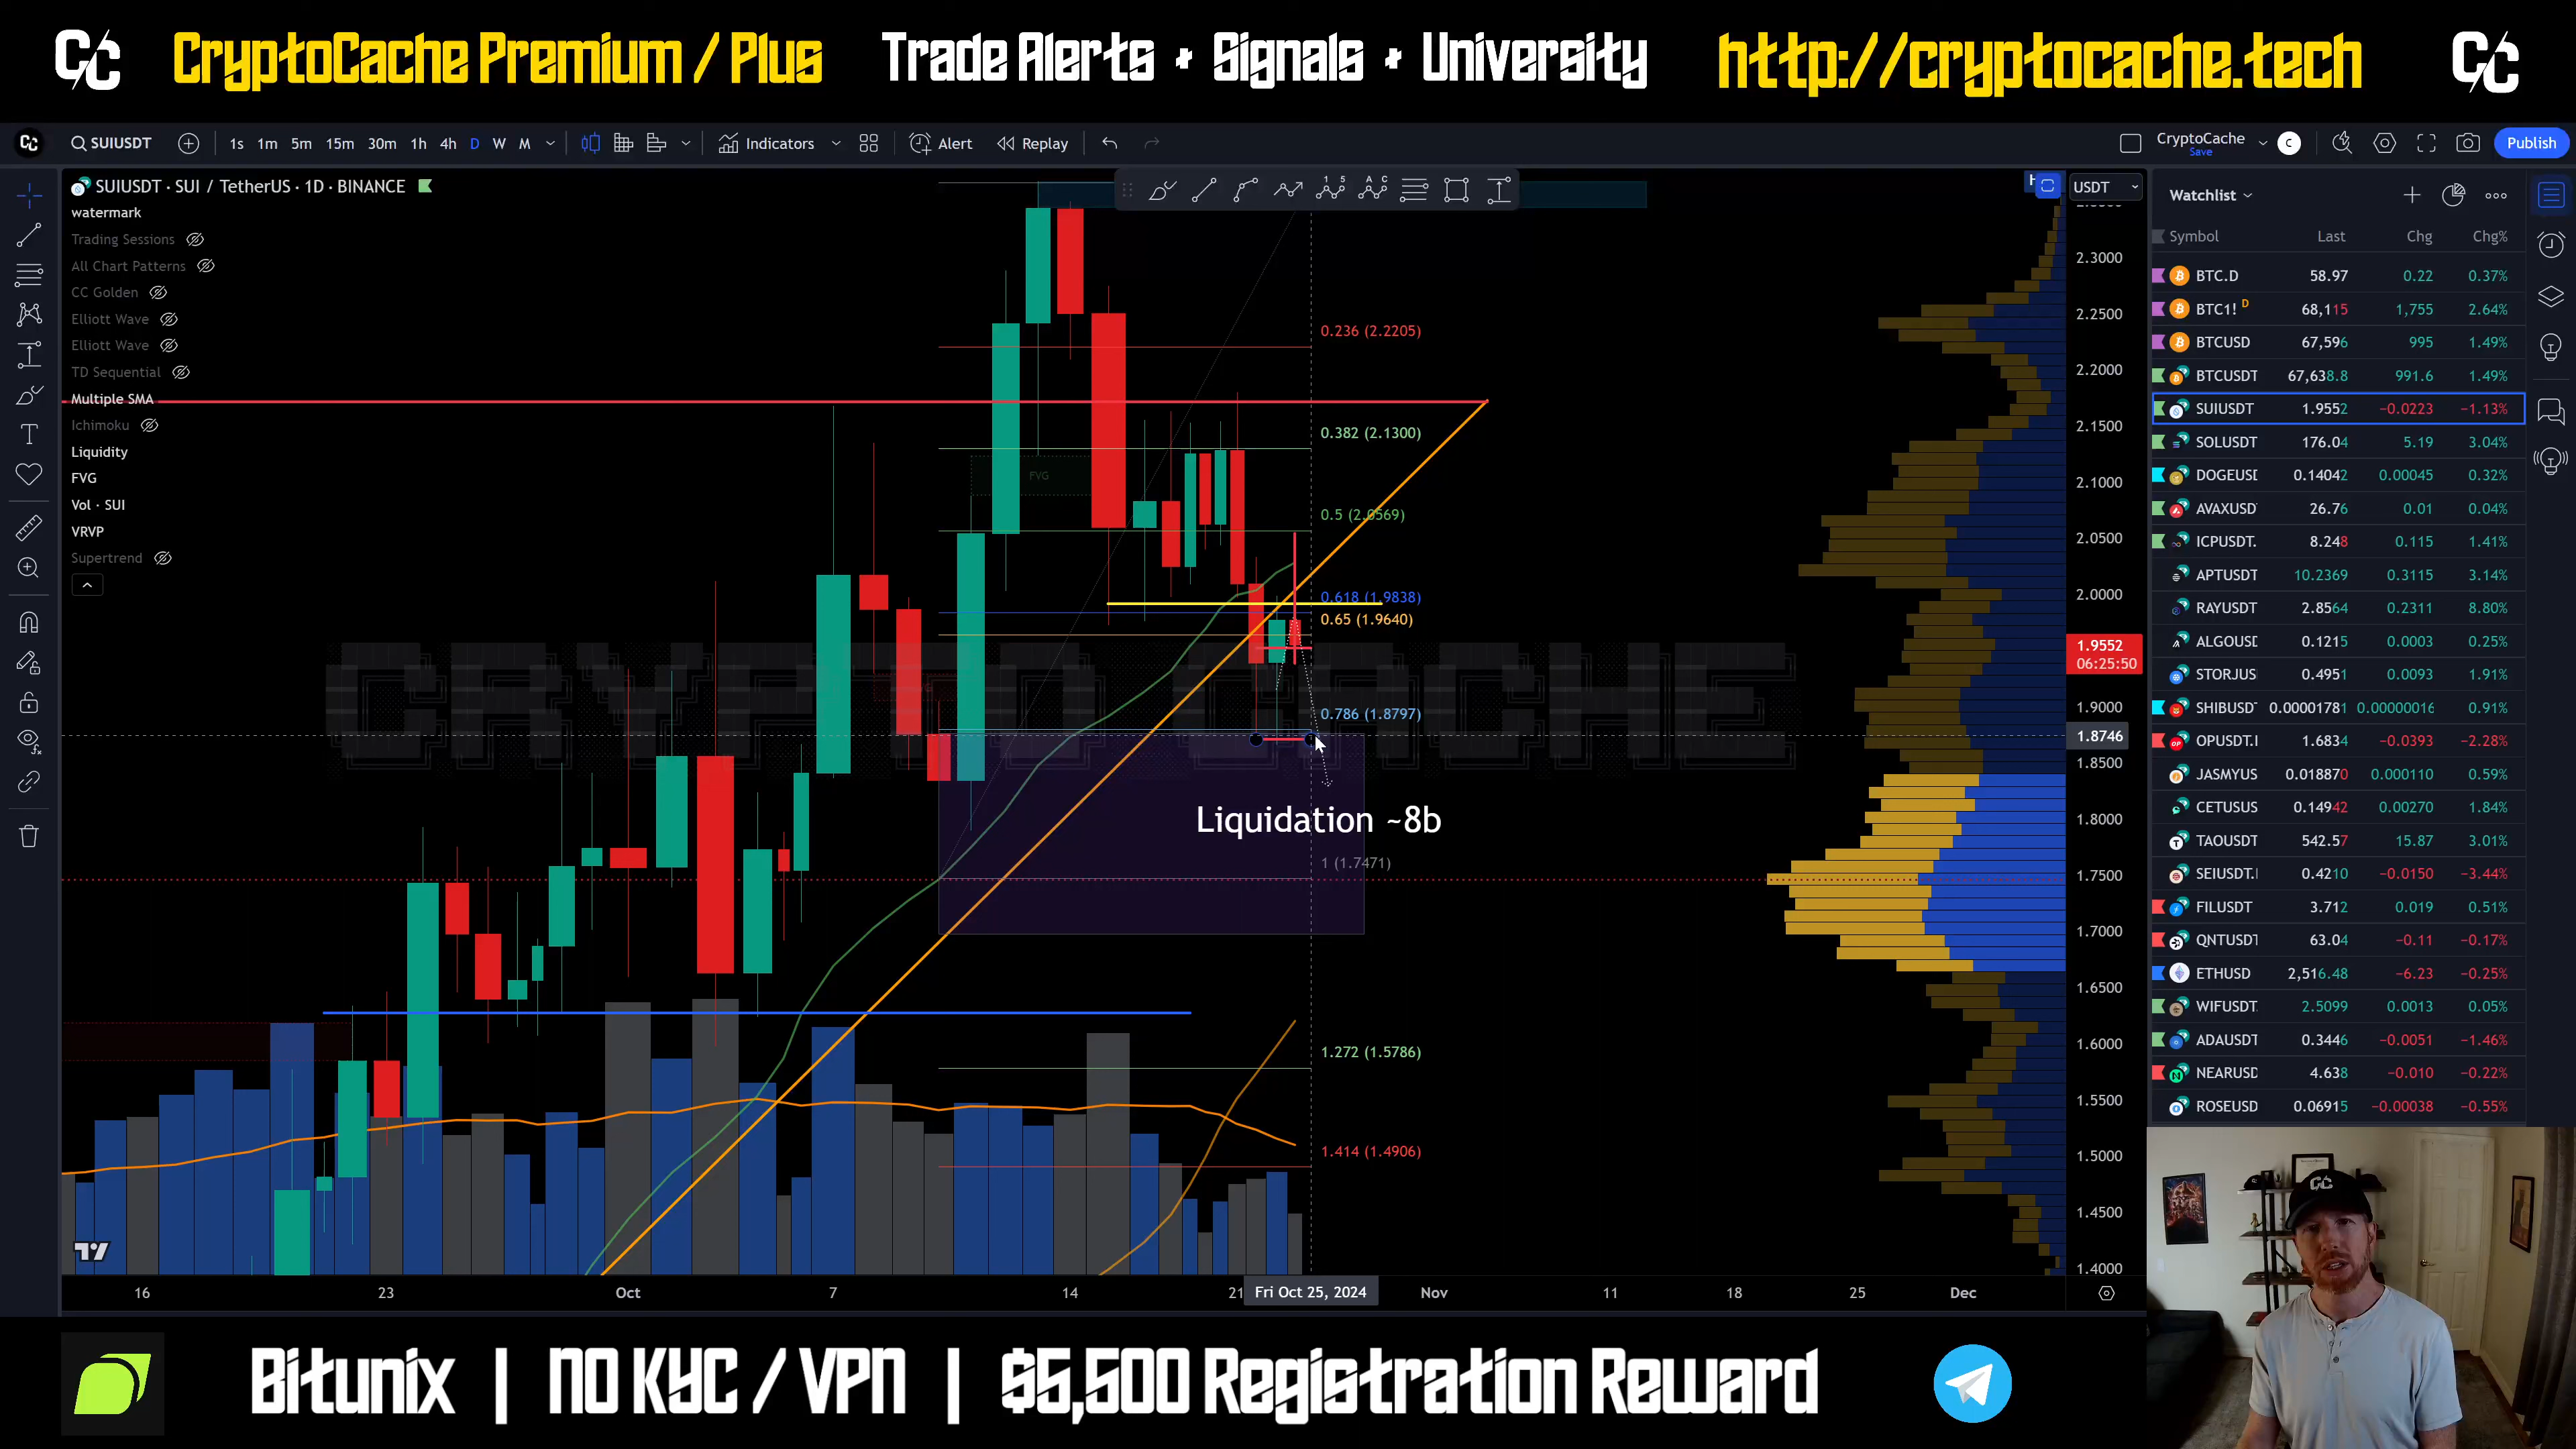 CC CryptoCache Premium / Plus Trade Alerts + Signals + University http://cryptocache.tech CC
CC SUIUSDT 1s 1m 5m 15m 30m 1h 4h D W M Indicators Alert Replay CryptoCache Save C Publish
SUIUSDT · SUI / TetherUS · 1D · BINANCE
watermark
Trading Sessions
All Chart Patterns
CC Golden
Elliott Wave
Elliott Wave
TD Sequential
Multiple SMA
Ichimoku
Liquidity
FVG
Vol · SUI
VRVP
Supertrend
0.236 (2.2205)
0.382 (2.1300)
FVG
0.5 (2.0569)
0.618 (1.9838)
0.65 (1.9640)
CRYPTO CACHE
0.786 (1.8797)
Liquidation ~8b
1 (1.7471)
1.272 (1.5786)
1.414 (1.4906)
USDT
2.3000
2.2500
2.2000
2.1500
2.1000
2.0500
2.0000
1.9552
06:25:50
1.9000
1.8746
1.8500
1.8000
1.7500
1.7000
1.6500
1.6000
1.5500
1.5000
1.4500
1.4000
16 23 Oct 7 14 21 Fri Oct 25, 2024 Nov 11 18 25 Dec
Watchlist
Symbol Last Chg Chg%
BTC.D 58.97 0.22 0.37%
BTC1! D 68,115 1,755 2.64%
BTCUSD 67,596 995 1.49%
BTCUSDT 67,638.8 991.6 1.49%
SUIUSDT 1.9552 −0.0223 −1.13%
SOLUSDT 176.04 5.19 3.04%
DOGEUSD 0.14042 0.00045 0.32%
AVAXUSD 26.76 0.01 0.04%
ICPUSDT. 8.248 0.115 1.41%
APTUSDT 10.2369 0.3115 3.14%
RAYUSDT 2.8564 0.2311 8.80%
ALGOUSD 0.1215 0.0003 0.25%
STORJUS 0.4951 0.0093 1.91%
SHIBUSD 0.00001781 0.00000016 0.91%
OPUSDT.I 1.6834 −0.0393 −2.28%
JASMYUS 0.018870 0.000110 0.59%
CETUSUS 0.14942 0.00270 1.84%
TAOUSDT 542.57 15.87 3.01%
SEIUSDT.I 0.4210 −0.0150 −3.44%
FILUSDT 3.712 0.019 0.51%
QNTUSDT 63.04 −0.11 −0.17%
ETHUSD 2,516.48 −6.23 −0.25%
WIFUSDT. 2.5099 0.0013 0.05%
ADAUSDT 0.3446 −0.0051 −1.46%
NEARUSD 4.638 −0.010 −0.22%
ROSEUSD 0.06915 −0.00038 −0.55%
CC
Bitunix | NO KYC / VPN | $5,500 Registration Reward